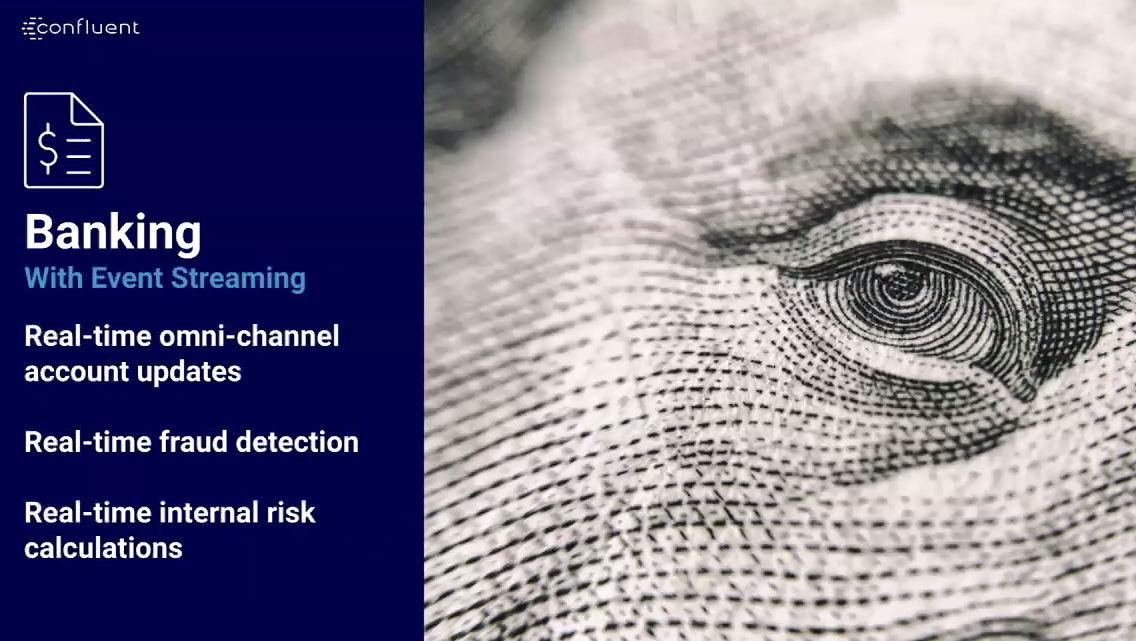 confluent
$
Banking
With Event Streaming
Real-time omni-channel
account updates
Real-time fraud detection
Real-time internal risk
calculations